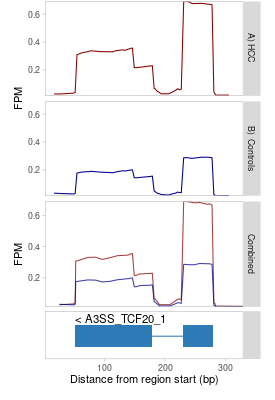 0.6
0.4
0.2
FPM
A) HCC
0.6
0.4
0.2
B) Controls
0.6
0.4
0.2
FPM
Combined
< A3SS_TCF20_1
100
200
300
Distance from region start (bp)